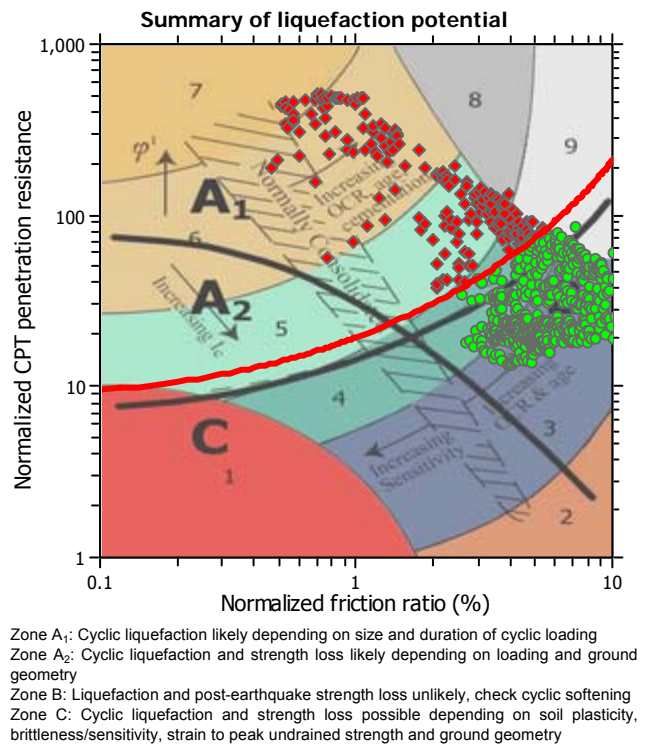 Summary of liquefaction potential
1,000
100
10
1
0.1
1
10
Normalized CPT penetration resistance
Normalized friction ratio (%)
7
8
9
φ'
A1
6
A2
5
4
C
1
3
2
Normally Consolidated
Increasing
OCR, age,
cementation
Increasing Ic
Increasing
OCR & age
Increasing
Sensitivity
Zone A1: Cyclic liquefaction likely depending on size and duration of cyclic loading
Zone A2: Cyclic liquefaction and strength loss likely depending on loading and ground
geometry
Zone B: Liquefaction and post-earthquake strength loss unlikely, check cyclic softening
Zone C: Cyclic liquefaction and strength loss possible depending on soil plasticity,
brittleness/sensitivity, strain to peak undrained strength and ground geometry